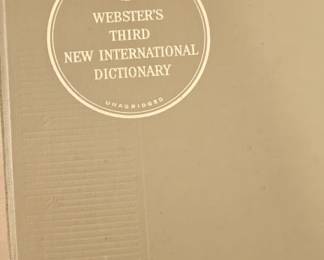 WEBSTER'S
THIRD
NEW INTERNATIONAL
DICTIONARY
UNABRIDGED